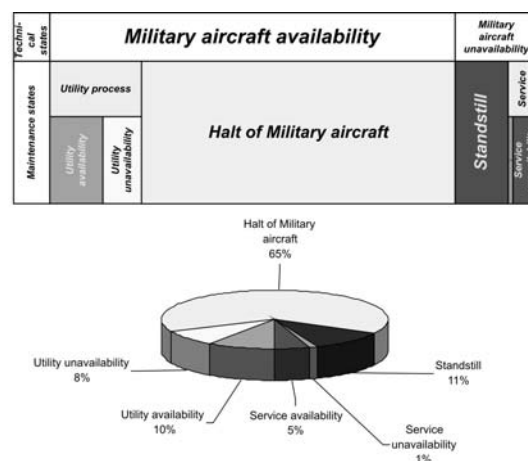 Techni-
cal
states
Military aircraft availability
Military
aircraft
unavailability
Maintenance states
Utility process
Utility
availability
Utility
unavailability
Halt of Military aircraft
Standstill
Service
Service
Halt of Military
aircraft
65%
Utility unavailability
8%
Standstill
11%
Utility availability
10%
Service availability
5%
Service
unavailability
1%